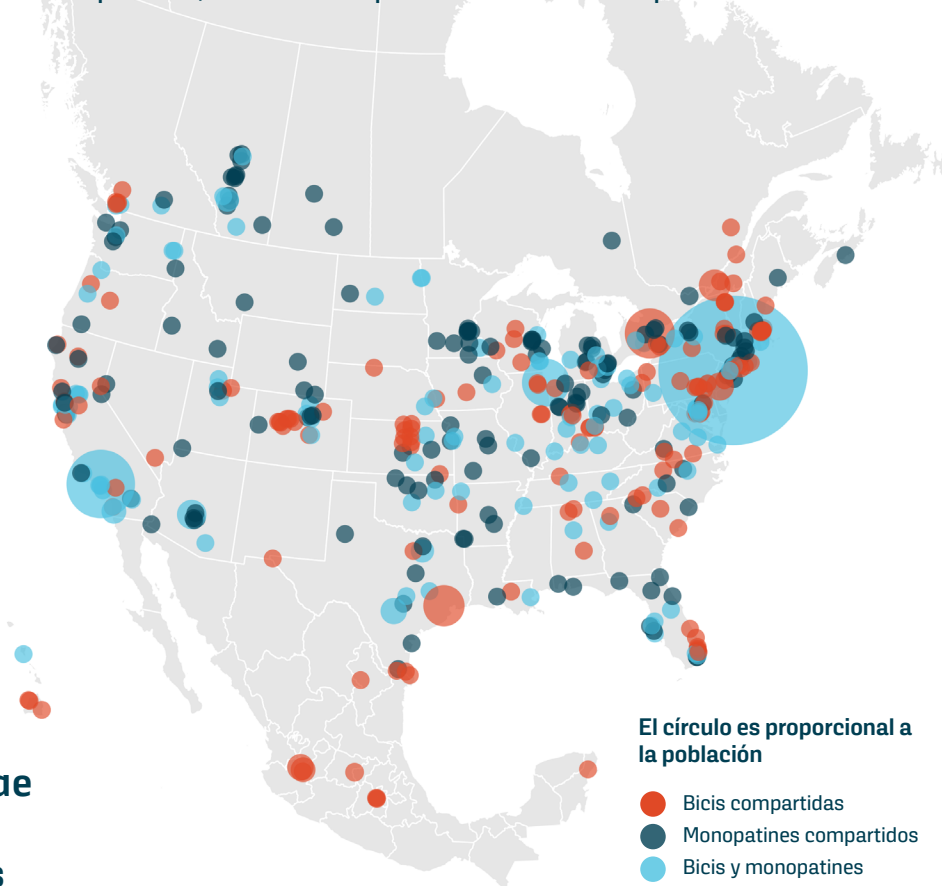 El círculo es proporcional a
la población
Bicis compartidas
Monopatines compartidos
Bicis y monopatines